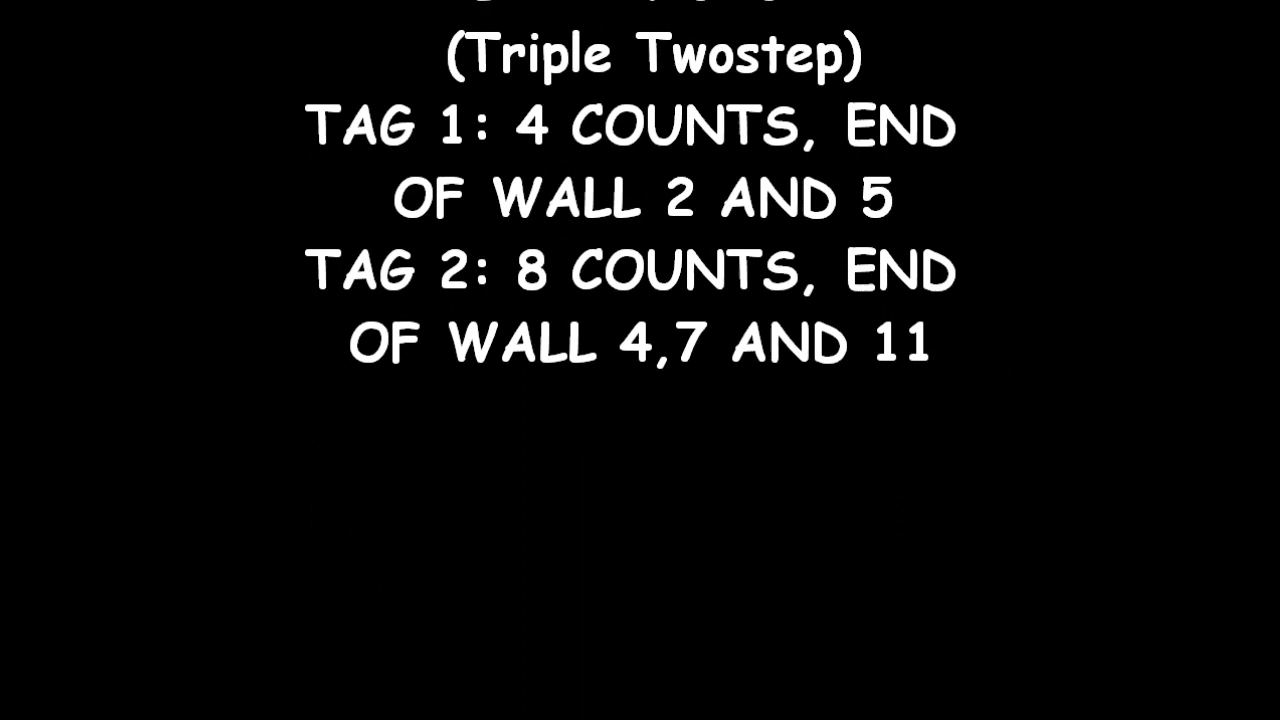 (Triple Twostep)
TAG 1: 4 COUNTS, END
OF WALL 2 AND 5
TAG 2: 8 COUNTS, END
OF WALL 4,7 AND 11